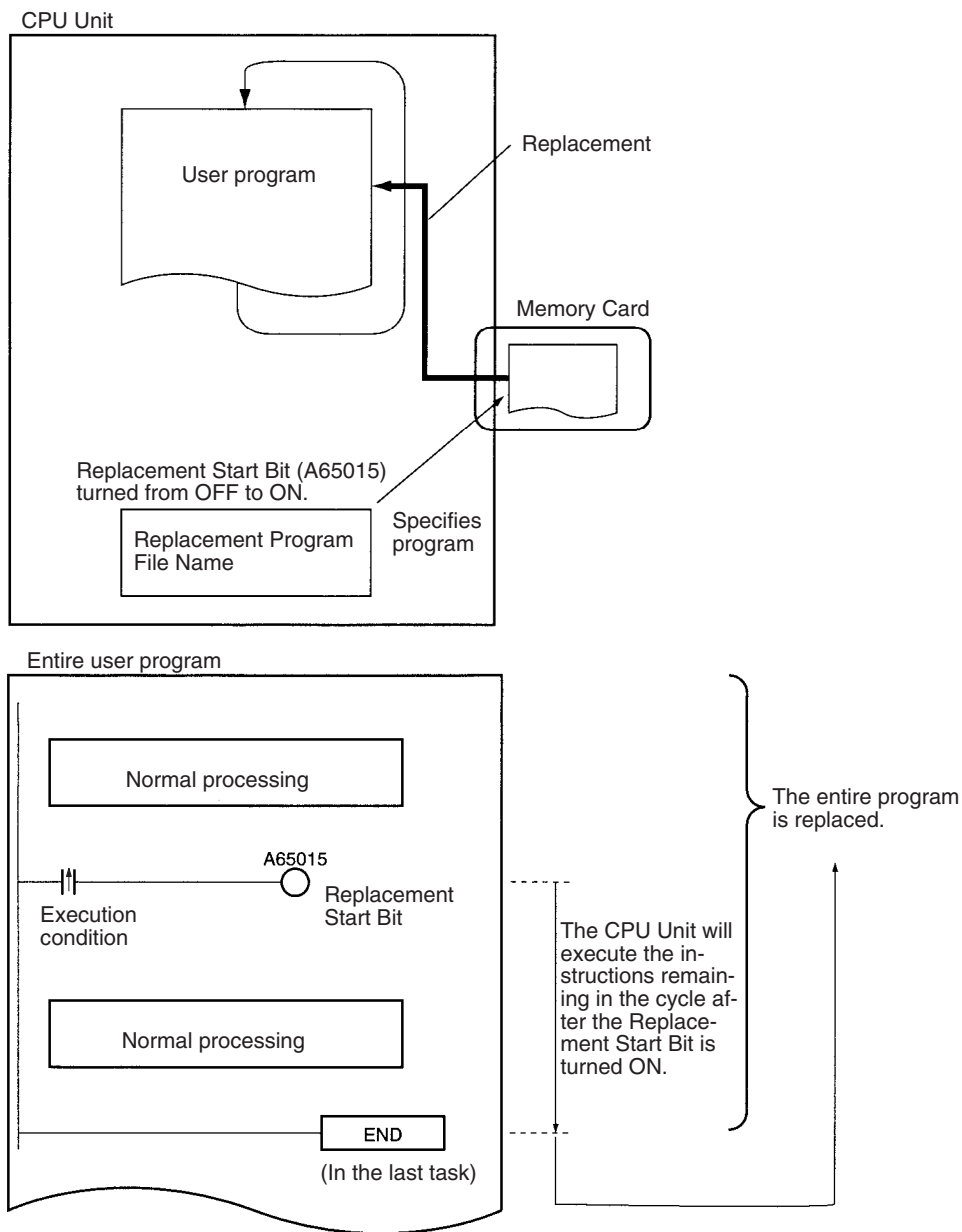 CPU Unit
User program
Replacement
Memory Card
Replacement Start Bit (A65015)
turned from OFF to ON.
Specifies
program
Replacement Program
File Name
Entire user program
Normal processing
The entire program
is replaced.
A65015
Replacement
Start Bit
Execution
condition
The CPU Unit will
execute the in-
structions remain-
ing in the cycle af-
ter the Replace-
ment Start Bit is
turned ON.
Normal processing
END
(In the last task)